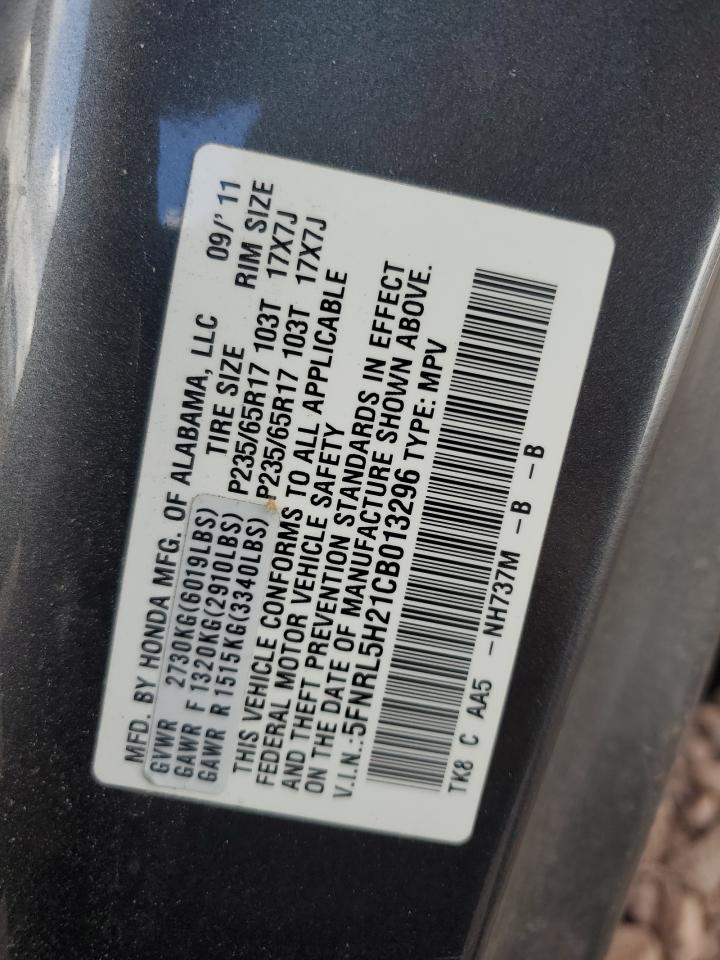 MFD. BY HONDA MFG. OF ALABAMA, LLC 09/'11
GVWR 2730KG(6019LBS) TIRE SIZE RIM SIZE
GAWR F 1320KG(2910LBS) P235/65R17 103T 17X7J
GAWR R 1515KG(3340LBS) P235/65R17 103T 17X7J
THIS VEHICLE CONFORMS TO ALL APPLICABLE
FEDERAL MOTOR VEHICLE SAFETY
AND THEFT PREVENTION STANDARDS IN EFFECT
ON THE DATE OF MANUFACTURE SHOWN ABOVE.
V.I.N.:5FNRL5H21CB013296 TYPE: MPV
TK8 C AA5 -NH737M -B -B